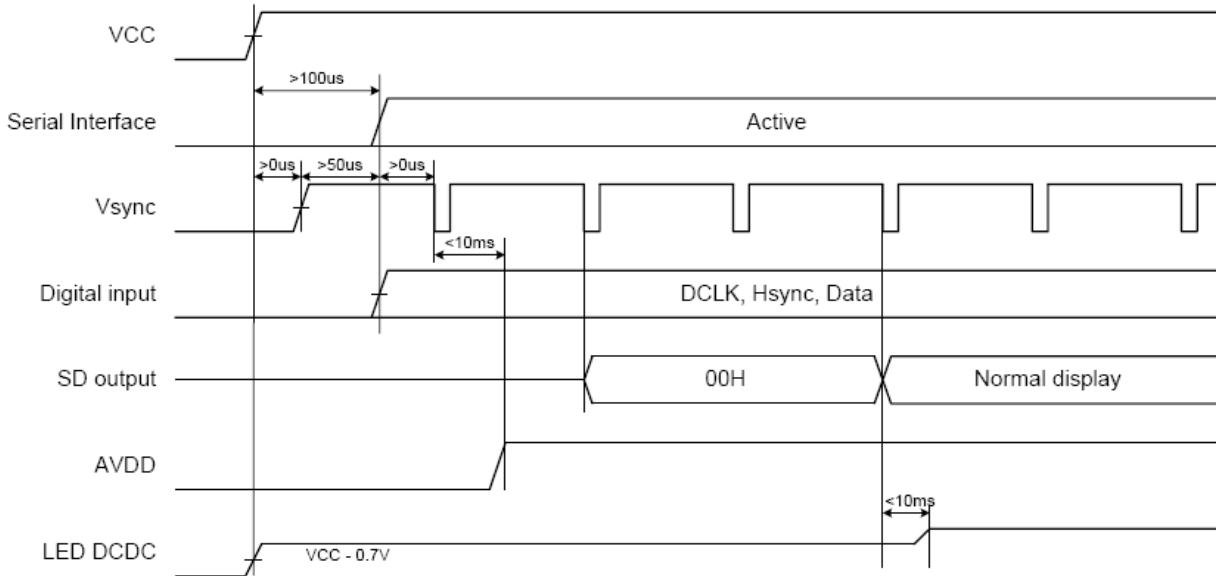 VCC
>100us
Serial Interface
Active
>0us >50us >0us
Vsync
<10ms
Digital input
DCLK, Hsync, Data
SD output
00H
Normal display
AVDD
<10ms
LED DCDC
VCC - 0.7V